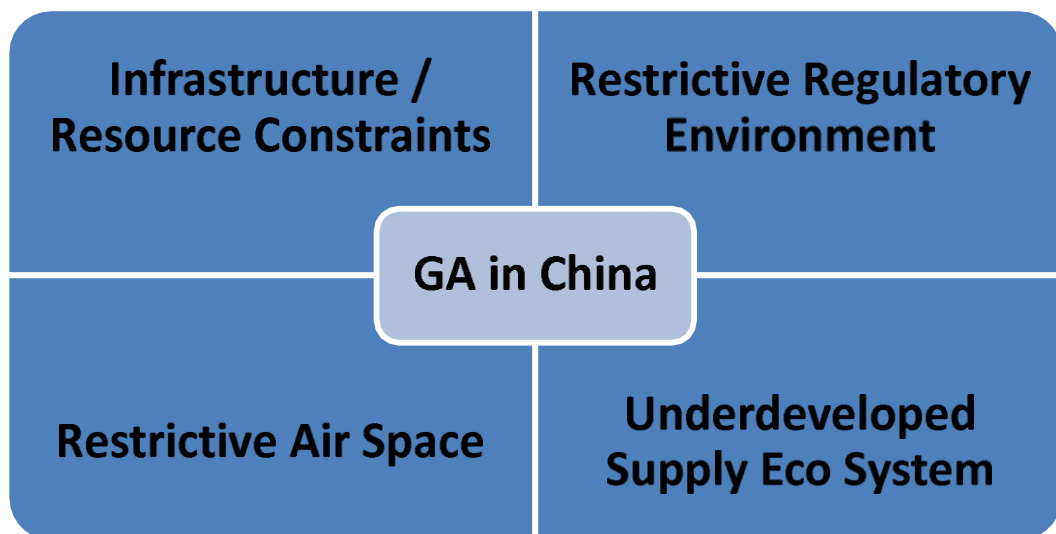 Infrastructure /
Resource Constraints
Restrictive Regulatory
Environment
GA in China
Restrictive Air Space
Underdeveloped
Supply Eco System